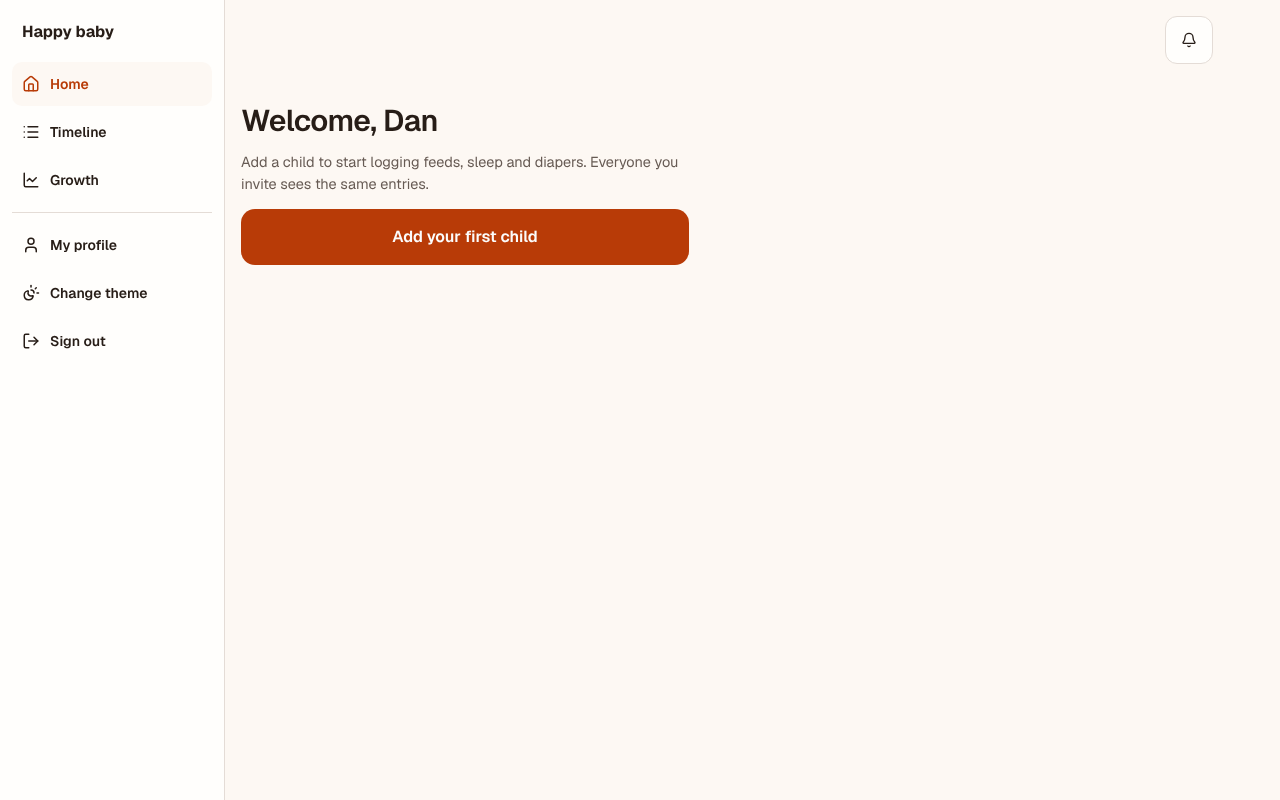 Happy baby
Home
Timeline
Growth
My profile
Change theme
Sign out
Welcome, Dan
Add a child to start logging feeds, sleep and diapers. Everyone you
invite sees the same entries.
Add your first child